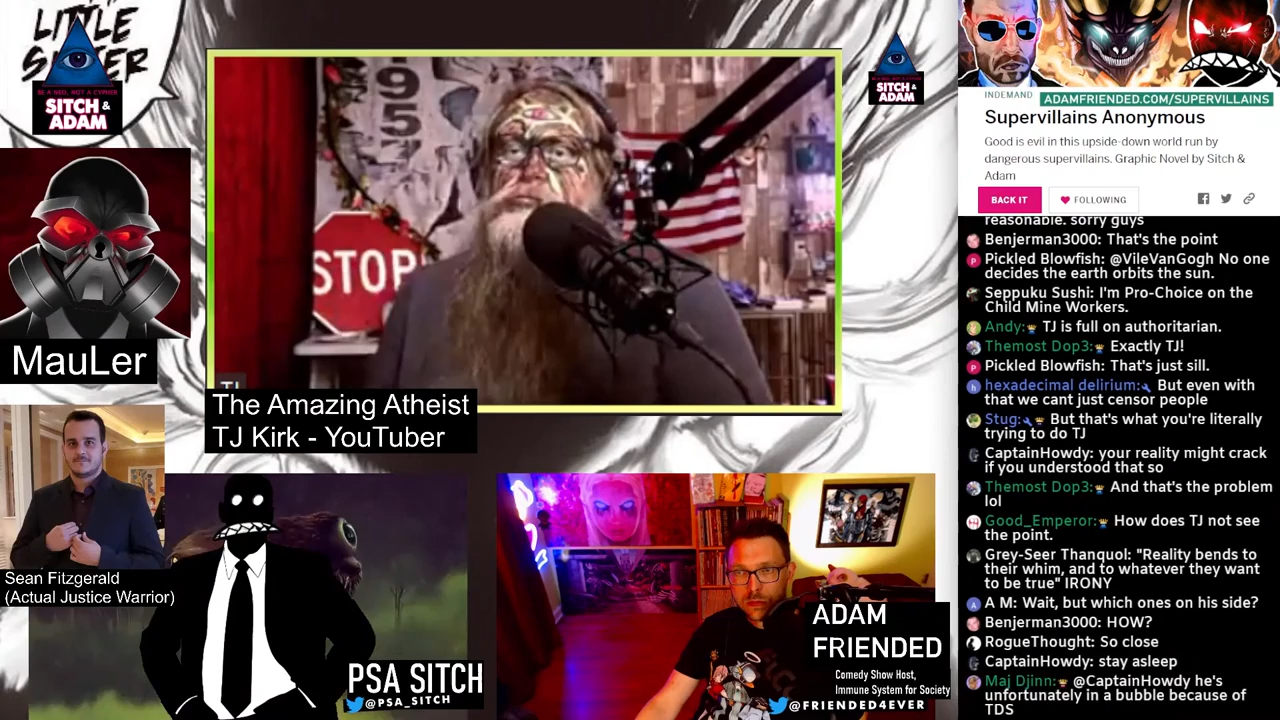 LITTLE
SISTER
BE A NEO, NOT A CYPHER
SITCH &
ADAM
MauLer
Sean Fitzgerald
(Actual Justice Warrior)
1957
STOP
TJ
The Amazing Atheist
TJ Kirk - YouTuber
SITCH &
ADAM
PSA SITCH
@PSA_SITCH
ADAM
FRIENDED
Comedy Show Host,
Immune System for Society
@FRIENDED4EVER
INDEMAND
ADAMFRIENDED.COM/SUPERVILLAINS
Supervillains Anonymous
Good is evil in this upside-down world run by
dangerous supervillains. Graphic Novel by Sitch &
Adam
BACK IT
FOLLOWING
reasonable. sorry guys
Benjerman3000: That's the point
Pickled Blowfish: @VileVanGogh No one
decides the earth orbits the sun.
Seppuku Sushi: I'm Pro-Choice on the
Child Mine Workers.
Andy: TJ is full on authoritarian.
Themost Dop3: Exactly TJ!
Pickled Blowfish: That's just sill.
hexadecimal delirium: But even with
that we cant just censor people
Stug: But that's what you're literally
trying to do TJ
CaptainHowdy: your reality might crack
if you understood that so
Themost Dop3: And that's the problem
lol
Good_Emperor: How does TJ not see
the point.
Grey-Seer Thanquol: "Reality bends to
their whim, and to whatever they want
to be true" IRONY
A M: Wait, but which ones on his side?
Benjerman3000: HOW?
RogueThought: So close
CaptainHowdy: stay asleep
Maj Djinn: @CaptainHowdy he's
unfortunately in a bubble because of
TDS